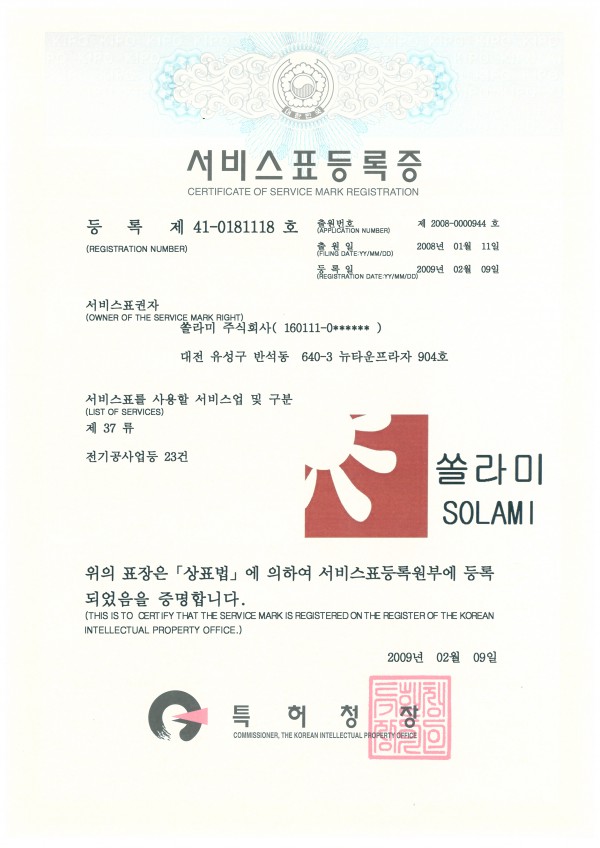 대한민국
서비스표등록증
CERTIFICATE OF SERVICE MARK REGISTRATION
등 록 제 41-0181118 호
(REGISTRATION NUMBER)
출원번호 제 2008-0000944 호
(APPLICATION NUMBER)
출 원 일 2008년 01월 11일
(FILING DATE:YY/MM/DD)
등 록 일 2009년 02월 09일
(REGISTRATION DATE:YY/MM/DD)
서비스표권자
(OWNER OF THE SERVICE MARK RIGHT)
쏠라미 주식회사( 160111-0****** )
대전 유성구 반석동 640-3 뉴타운프라자 904호
서비스표를 사용할 서비스업 및 구분
(LIST OF SERVICES)
제 37 류
전기공사업등 23건
쏠라미
SOLAMI
위의 표장은 「상표법」에 의하여 서비스표등록원부에 등록
되었음을 증명합니다.
(THIS IS TO CERTIFY THAT THE SERVICE MARK IS REGISTERED ON THE REGISTER OF THE KOREAN
INTELLECTUAL PROPERTY OFFICE.)
2009년 02월 09일
특 허 청 장
COMMISSIONER, THE KOREAN INTELLECTUAL PROPERTY OFFICE